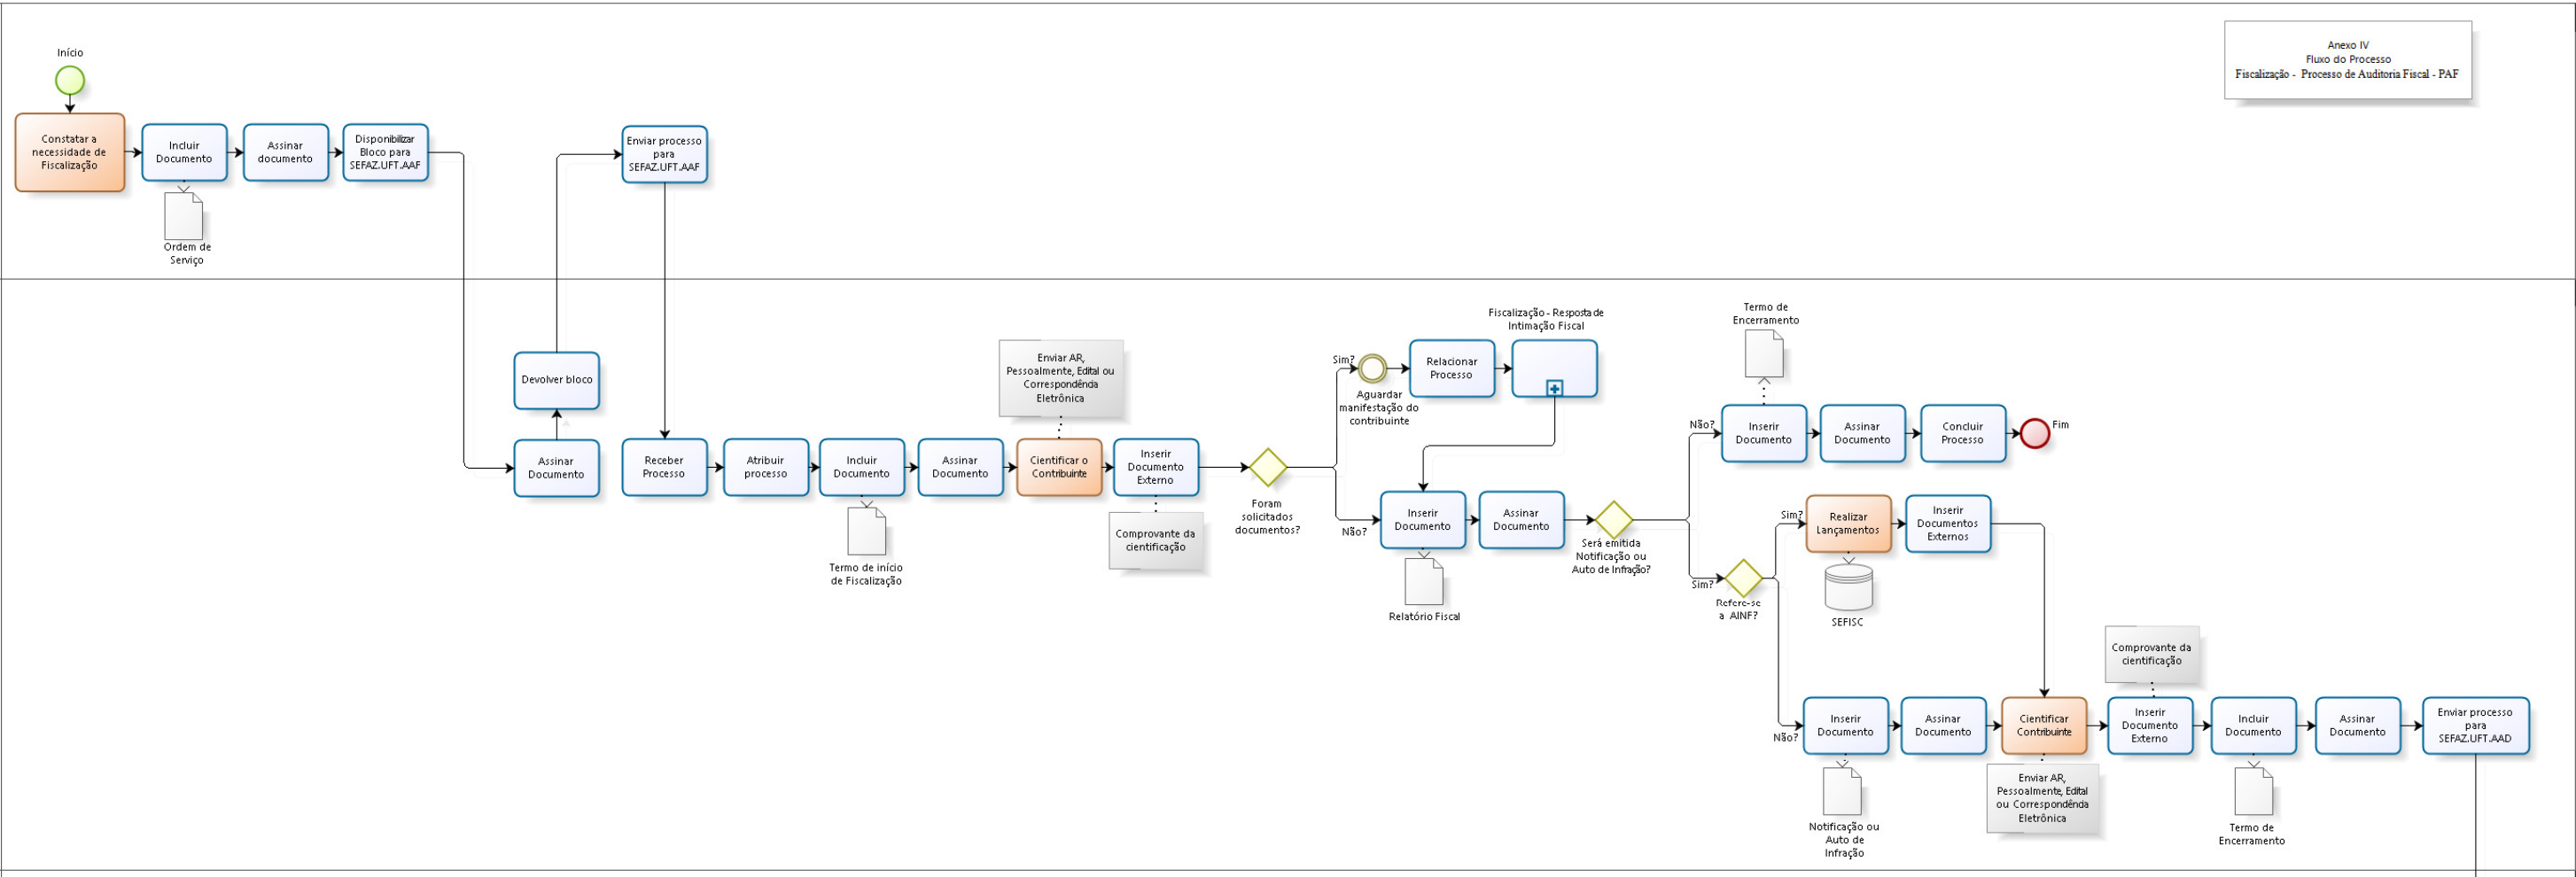 Anexo IV
Fluxo do Processo
Fiscalização - Processo de Auditoria Fiscal - PAF
Início
Constatar a
necessidade de
Fiscalização
Incluir
Documento
Ordem de
Serviço
Assinar
documento
Disponibilizar
Bloco para
SEFAZ.UFT.AAF
Enviar processo
para
SEFAZ.UFT.AAF
Devolver bloco
Assinar
Documento
Receber
Processo
Atribuir
processo
Incluir
Documento
Termo de início
de Fiscalização
Assinar
Documento
Enviar AR,
Pessoalmente, Edital ou
Correspondência
Eletrônica
Cientificar o
Contribuinte
Inserir
Documento
Externo
Comprovante da
cientificação
Foram
solicitados
documentos?
Sim?
Aguardar
manifestação do
contribuinte
Relacionar
Processo
Fiscalização - Resposta de
Intimação Fiscal
Não?
Inserir
Documento
Relatório Fiscal
Assinar
Documento
Será emitida
Notificação ou
Auto de Infração?
Não?
Termo de
Encerramento
Inserir
Documento
Assinar
Documento
Concluir
Processo
Fim
Sim?
Refere-se
a AINF?
Sim?
Realizar
Lançamentos
SEFISC
Inserir
Documentos
Externos
Não?
Inserir
Documento
Notificação ou
Auto de
Infração
Assinar
Documento
Cientificar
Contribuinte
Enviar AR,
Pessoalmente, Edital
ou Correspondência
Eletrônica
Comprovante da
cientificação
Inserir
Documento
Externo
Incluir
Documento
Termo de
Encerramento
Assinar
Documento
Enviar processo
para
SEFAZ.UFT.AAD